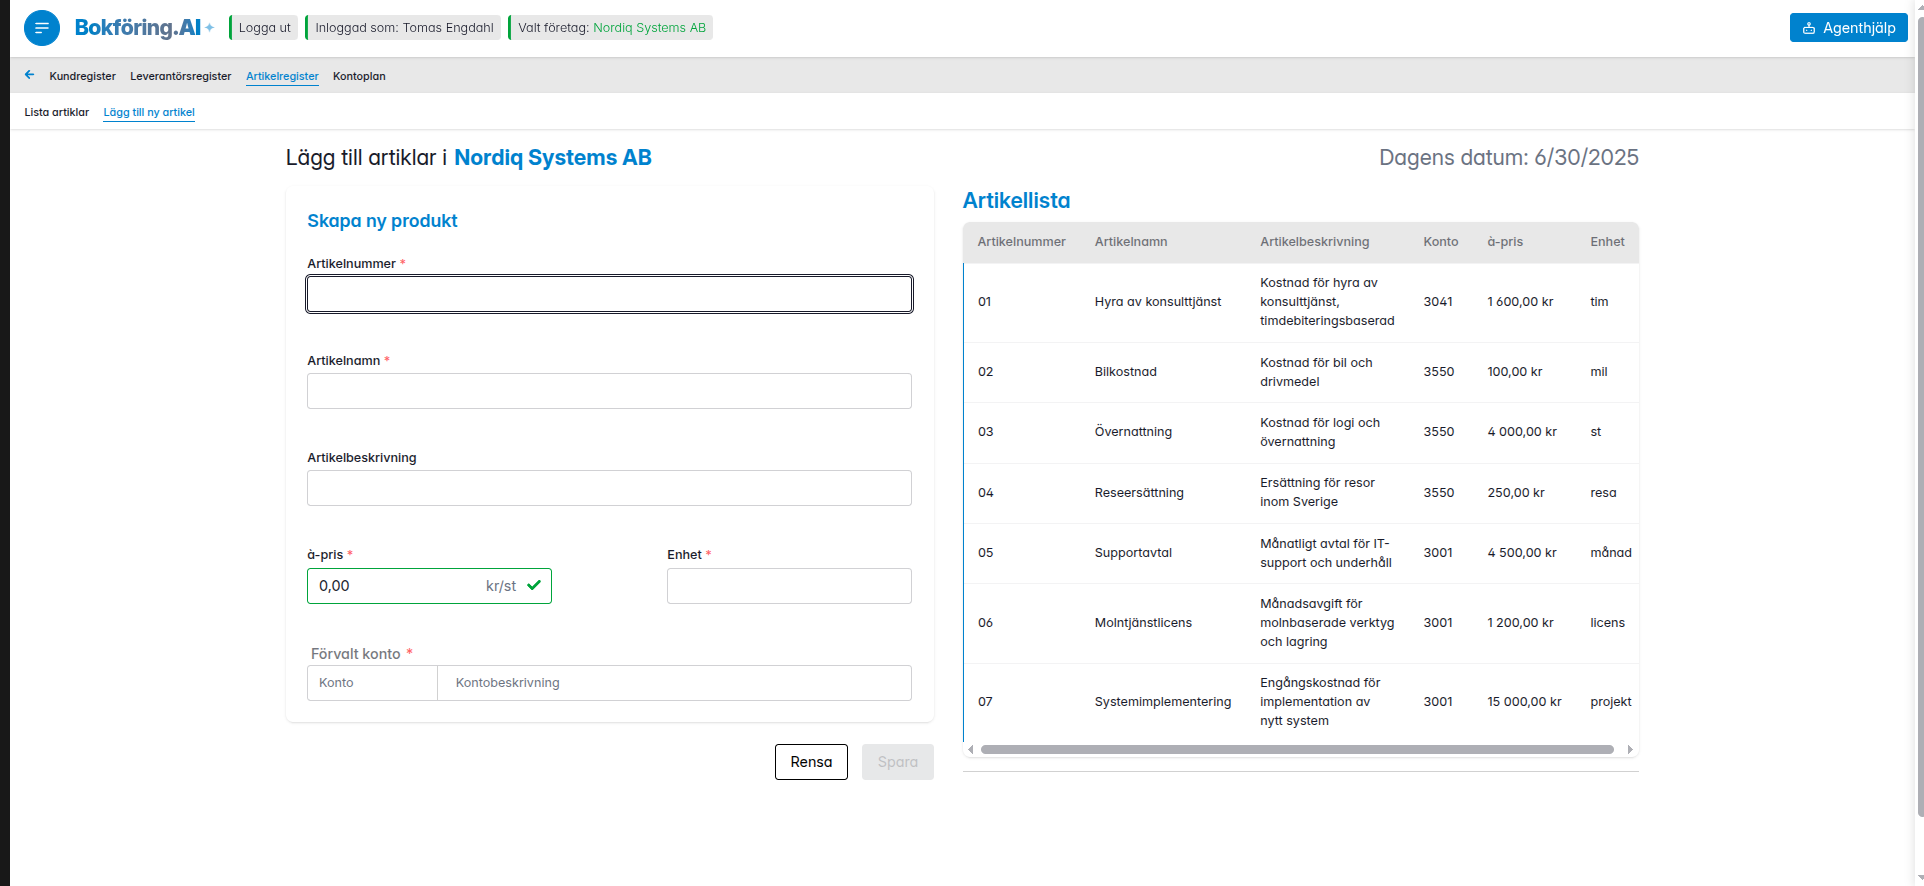 Bokföring.AI
Logga ut
Inloggad som: Tomas Engdahl
Valt företag: Nordiq Systems AB
Agenthjälp
Kundregister Leverantörsregister Artikelregister Kontoplan
Lista artiklar Lägg till ny artikel
Lägg till artiklar i Nordiq Systems AB
Dagens datum: 6/30/2025
Skapa ny produkt
Artikelnummer *
Artikelnamn *
Artikelbeskrivning
à-pris *
0,00 kr/st
Enhet *
Förvalt konto *
Konto Kontobeskrivning
Rensa Spara
Artikellista
Artikelnummer Artikelnamn Artikelbeskrivning Konto à-pris Enhet
01 Hyra av konsulttjänst Kostnad för hyra av
konsulttjänst,
timdebiteringsbaserad 3041 1 600,00 kr tim
02 Bilkostnad Kostnad för bil och
drivmedel 3550 100,00 kr mil
03 Övernattning Kostnad för logi och
övernattning 3550 4 000,00 kr st
04 Reseersättning Ersättning för resor
inom Sverige 3550 250,00 kr resa
05 Supportavtal Månatligt avtal för IT-
support och underhåll 3001 4 500,00 kr månad
06 Molntjänstlicens Månadsavgift för
molnbaserade verktyg
och lagring 3001 1 200,00 kr licens
07 Systemimplementering Engångskostnad för
implementation av
nytt system 3001 15 000,00 kr projekt